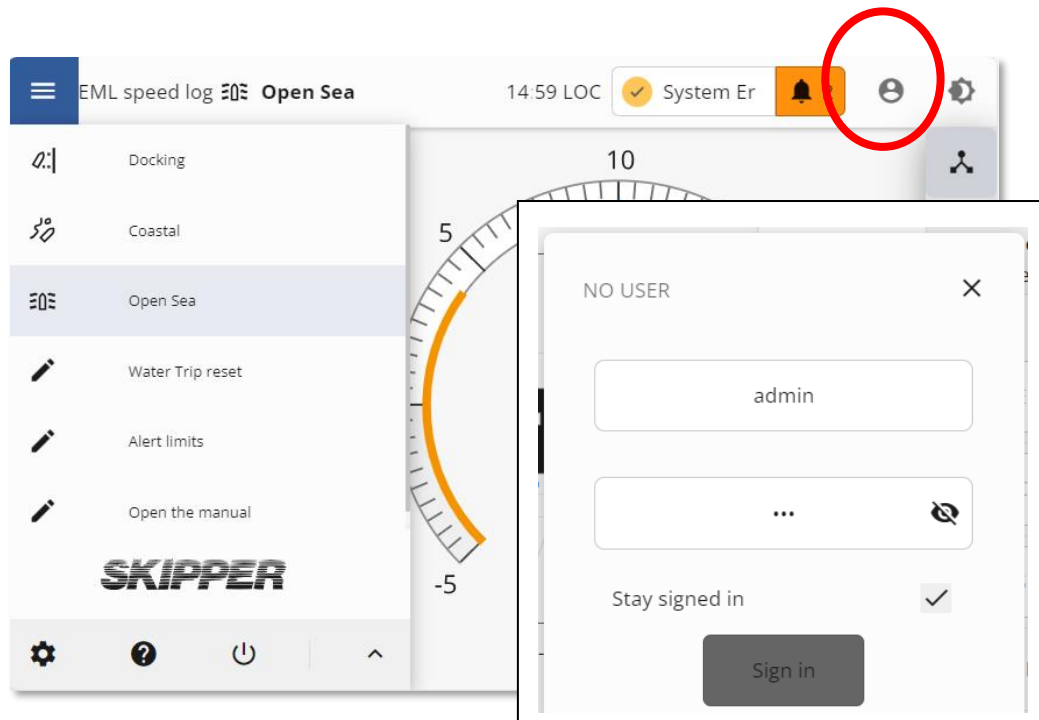 EML speed log Open Sea
14:59 LOC
System Er
Docking
Coastal
Open Sea
Water Trip reset
Alert limits
Open the manual
SKIPPER
10
5
-5
NO USER
admin
•••
Stay signed in
Sign in